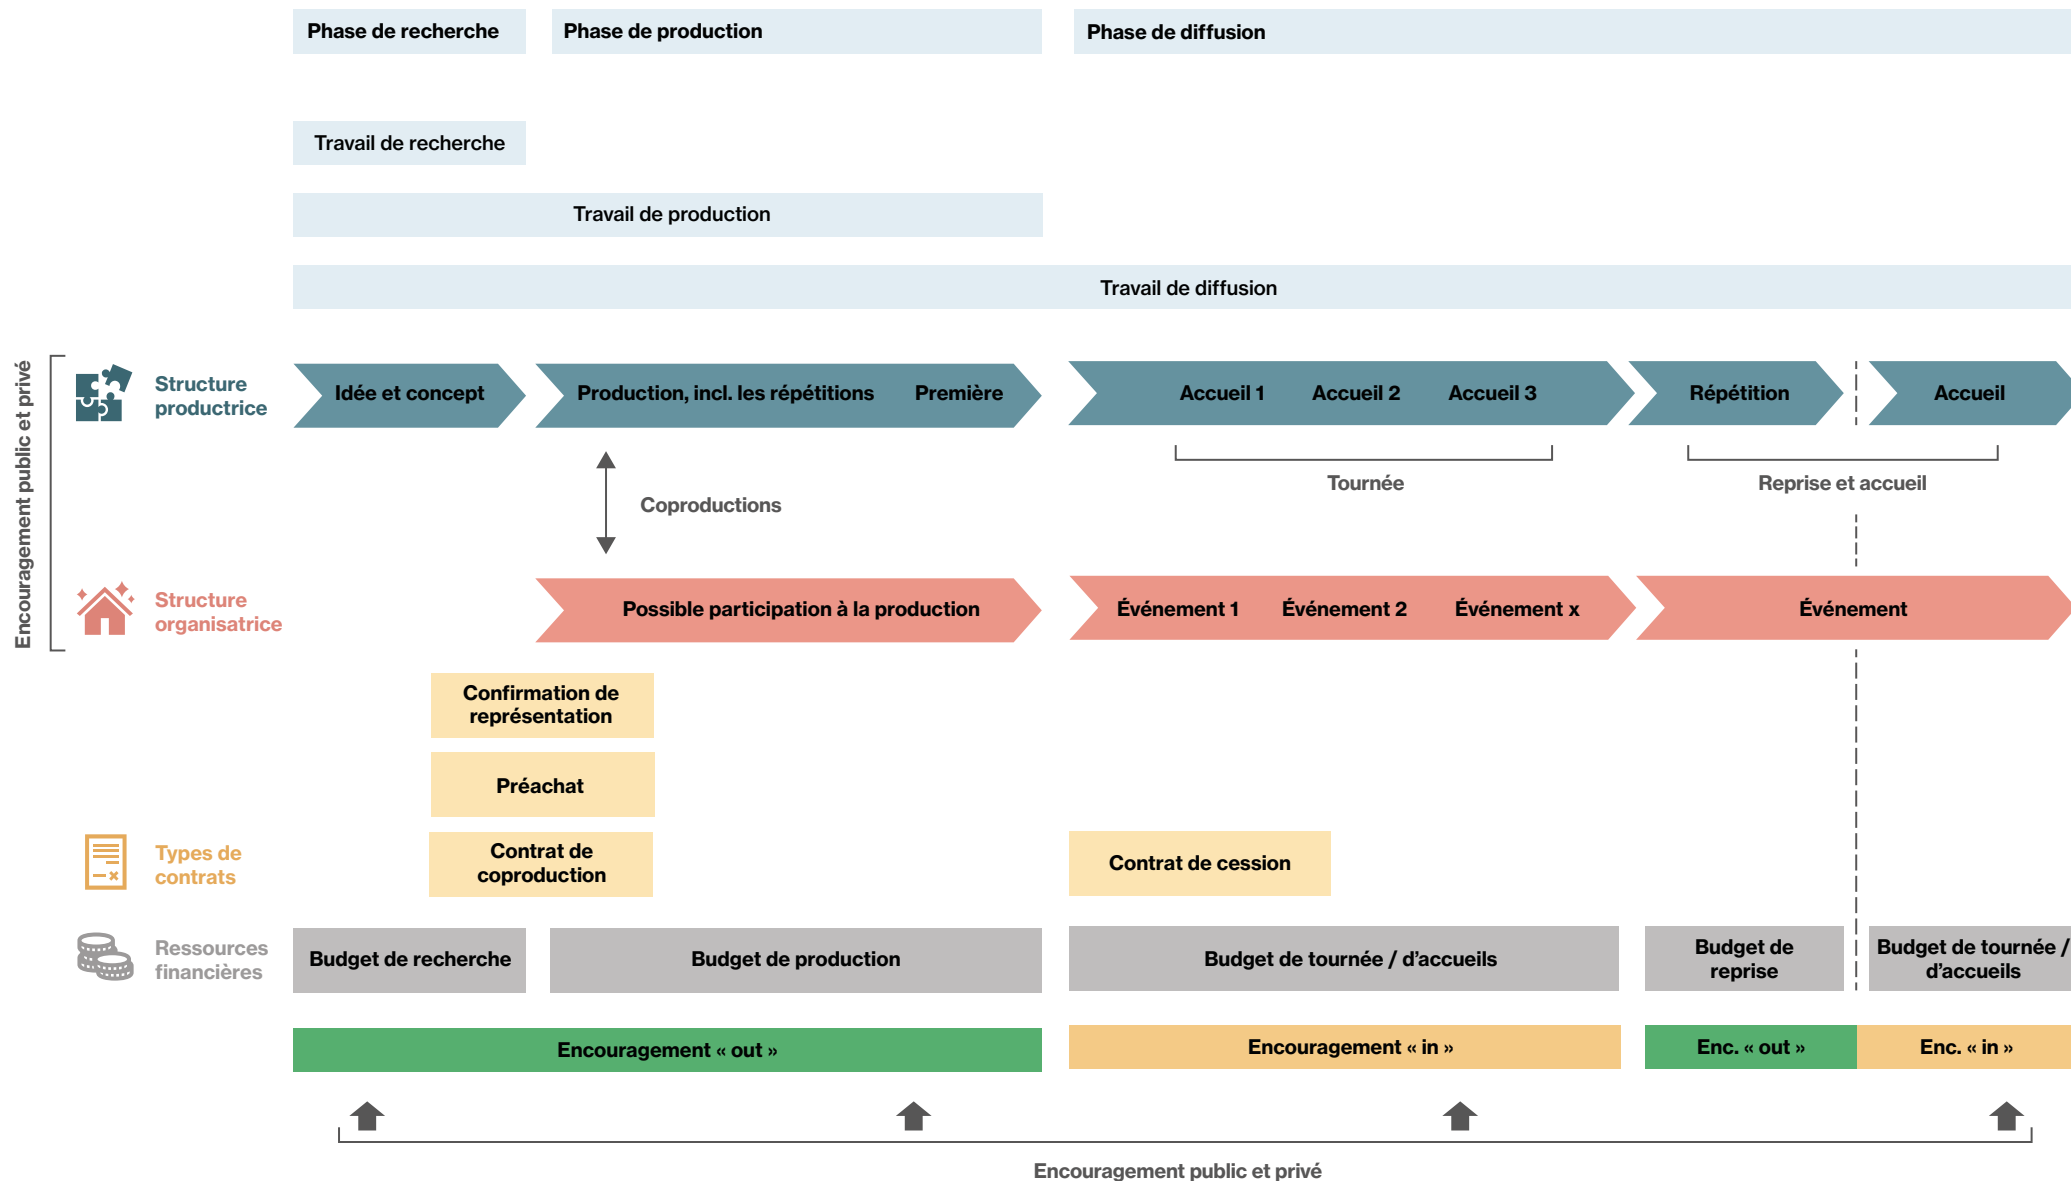 Phase de recherche
Phase de production
Phase de diffusion
Travail de recherche
Travail de production
Travail de diffusion
Encouragement public et privé
Structure
productrice
Idée et concept
Production, incl. les répétitions
Première
Accueil 1
Accueil 2
Accueil 3
Répétition
Accueil
Tournée
Reprise et accueil
Coproductions
Structure
organisatrice
Possible participation à la production
Événement 1
Événement 2
Événement x
Événement
Confirmation de
représentation
Préachat
Types de
contrats
Contrat de
coproduction
Contrat de cession
Ressources
financières
Budget de recherche
Budget de production
Budget de tournée / d’accueils
Budget de
reprise
Budget de tournée /
d’accueils
Encouragement « out »
Encouragement « in »
Enc. « out »
Enc. « in »
Encouragement public et privé